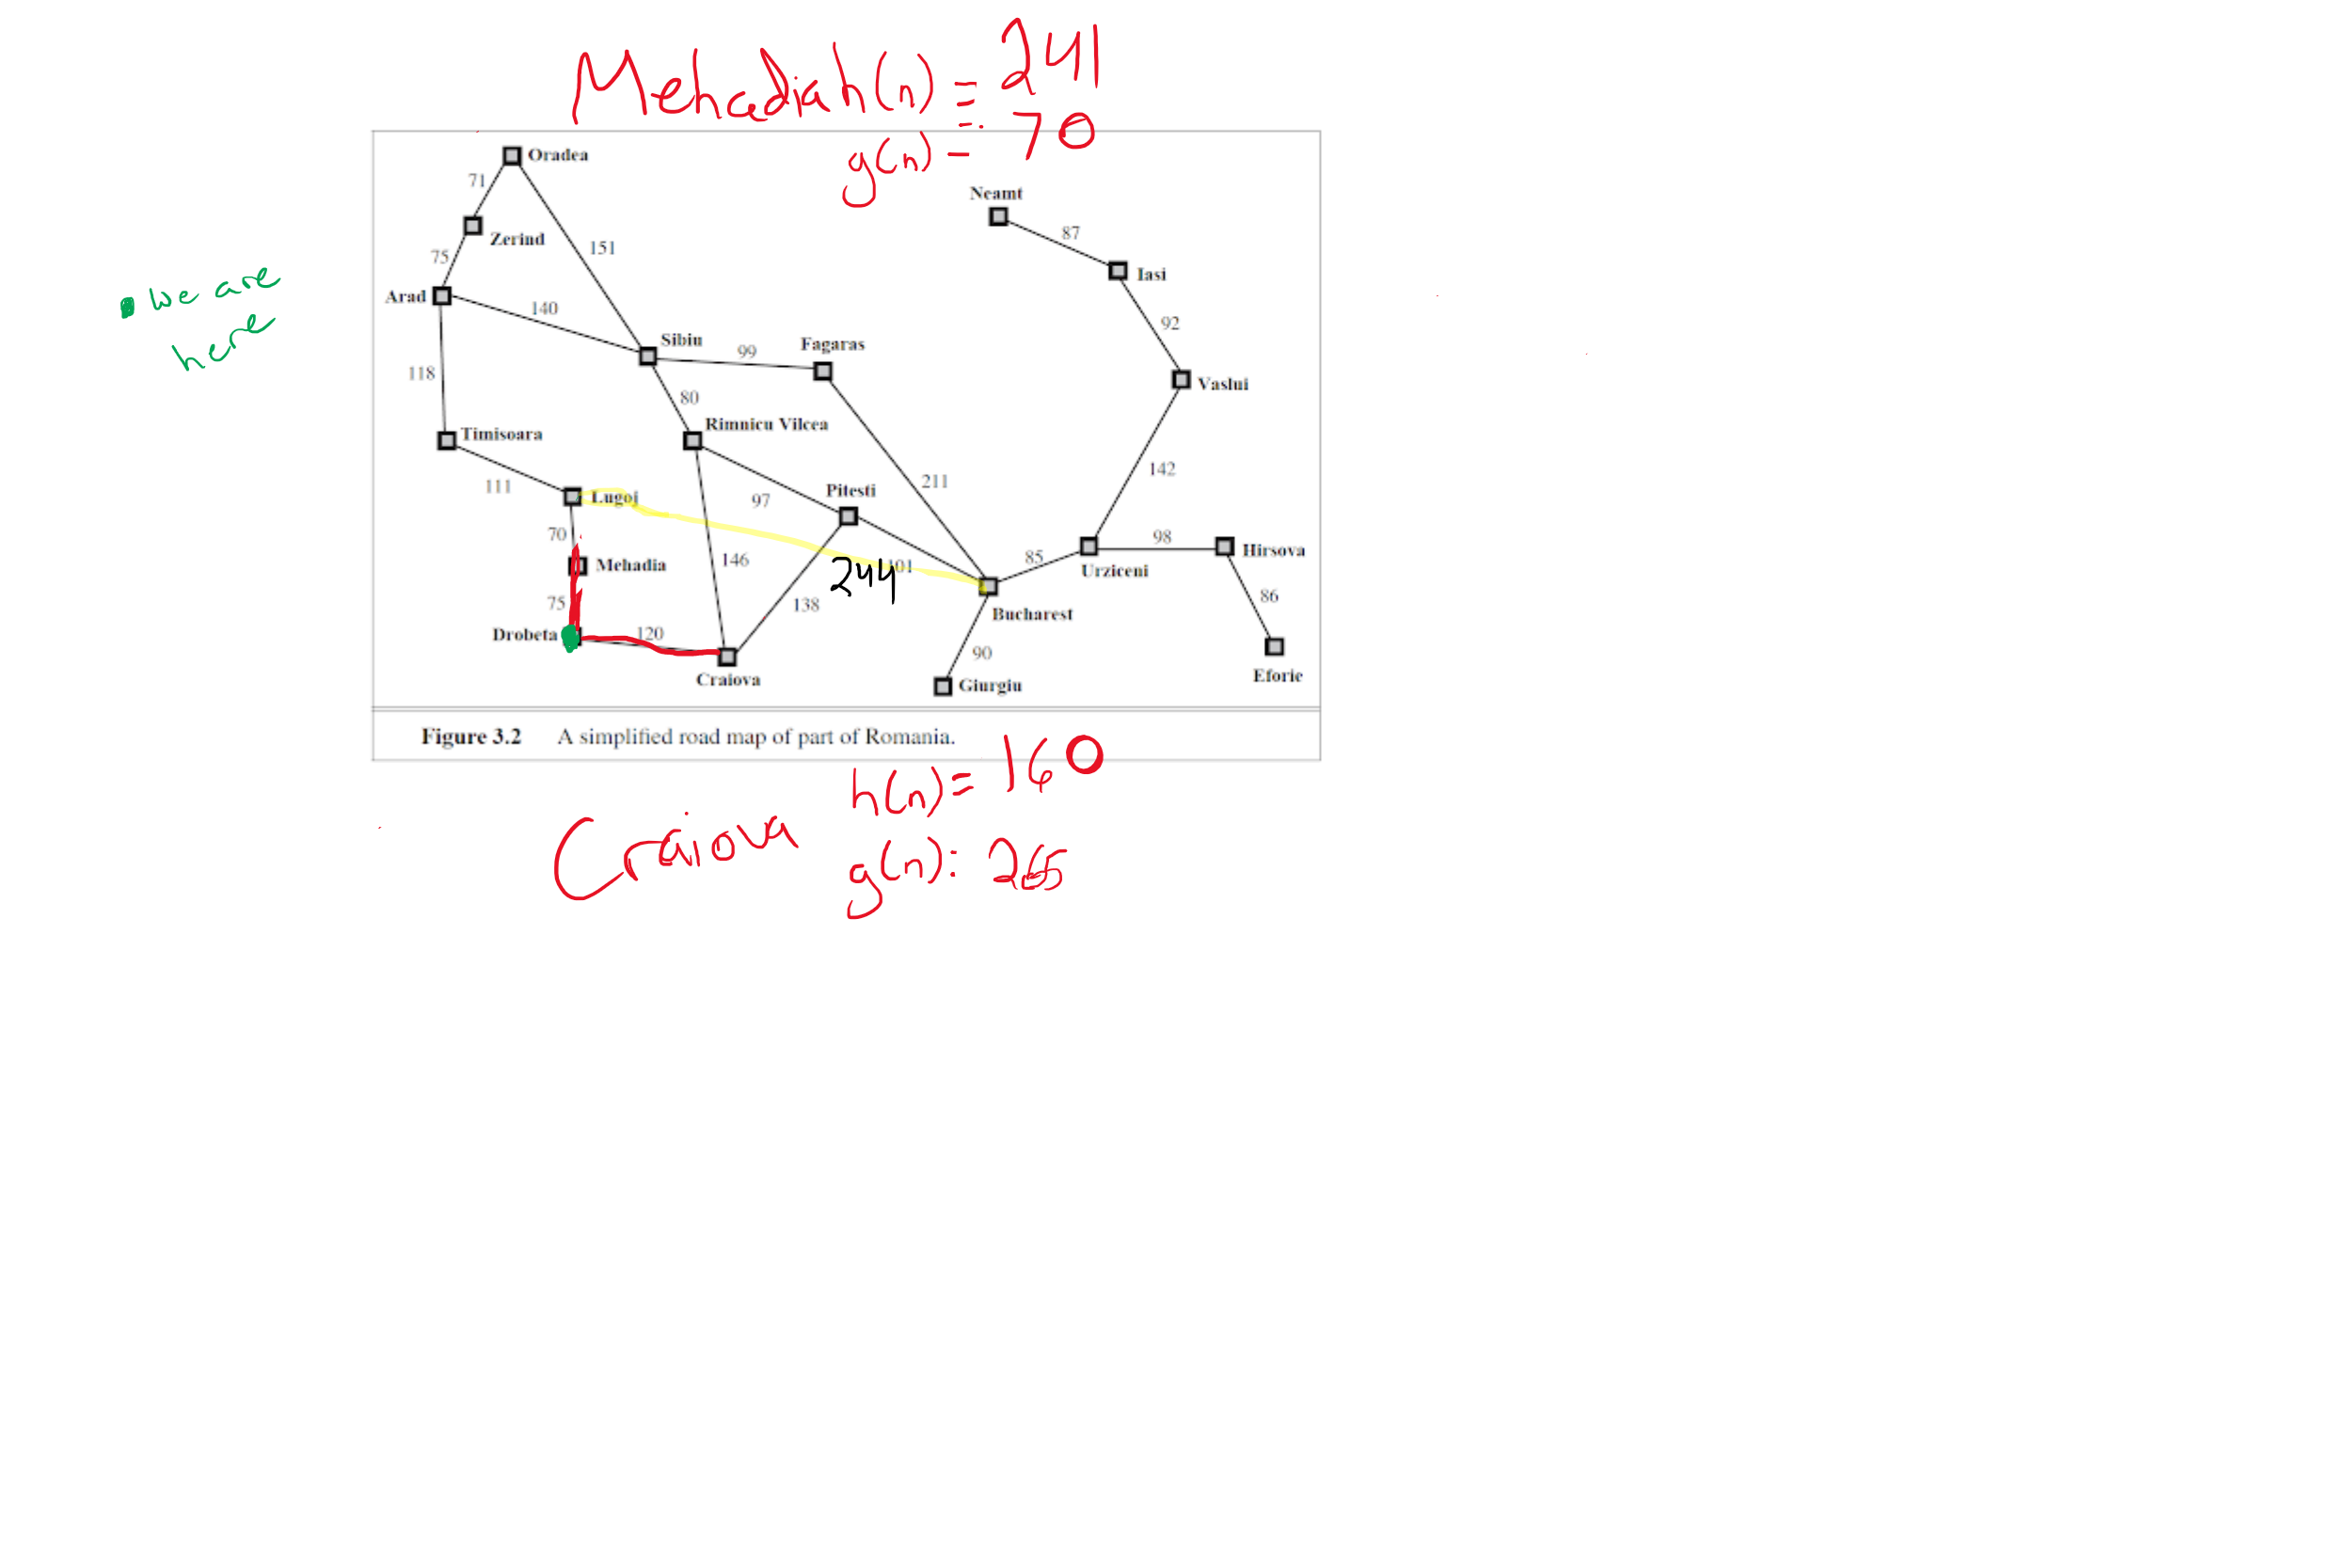 Mehadia h(n) = 241
g(n) = 70
Oradea
71
Neamt
Zerind
87
151
75
Iasi
we are
here
Arad
140
92
Sibiu
99
Fagaras
118
Vaslui
80
Rimnicu Vilcea
Timisoara
142
211
111
Lugoj
97
Pitesti
70
98
Hirsova
85
Urziceni
Mehadia
146
244
101
86
75
138
Bucharest
Drobeta
120
90
Craiova
Giurgiu
Eforie
Figure 3.2 A simplified road map of part of Romania.
h(n) = 160
Craiova
g(n): 265